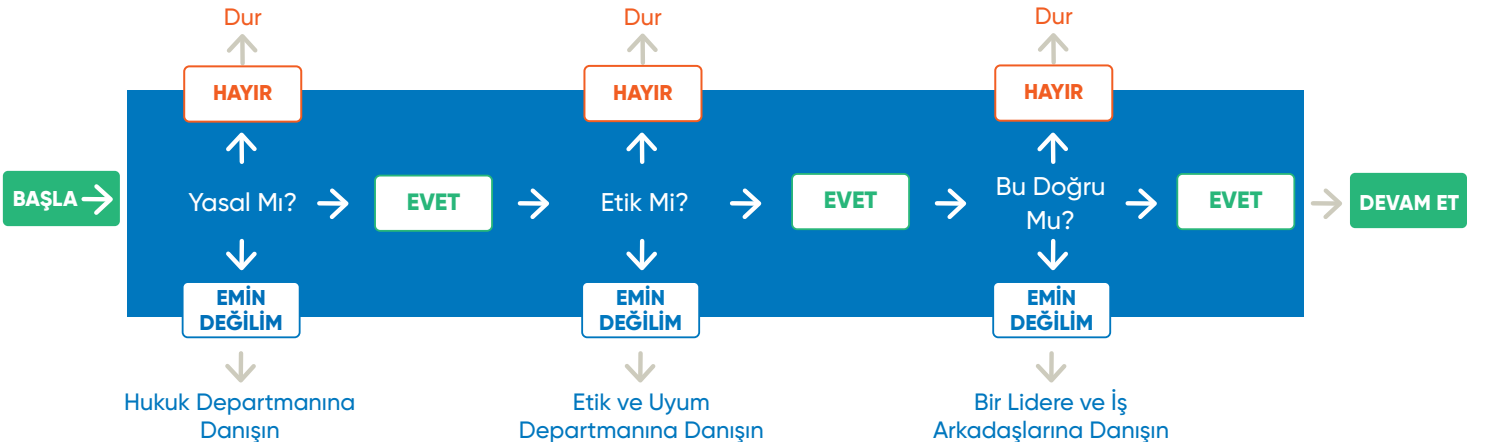 Dur
Dur
Dur
HAYIR
HAYIR
HAYIR
BAŞLA
Yasal Mı?
EVET
Etik Mi?
EVET
Bu Doğru
Mu?
EVET
DEVAM ET
EMİN
DEĞİLİM
EMİN
DEĞİLİM
EMİN
DEĞİLİM
Hukuk Departmanına
Danışın
Etik ve Uyum
Departmanına Danışın
Bir Lidere ve İş
Arkadaşlarına Danışın